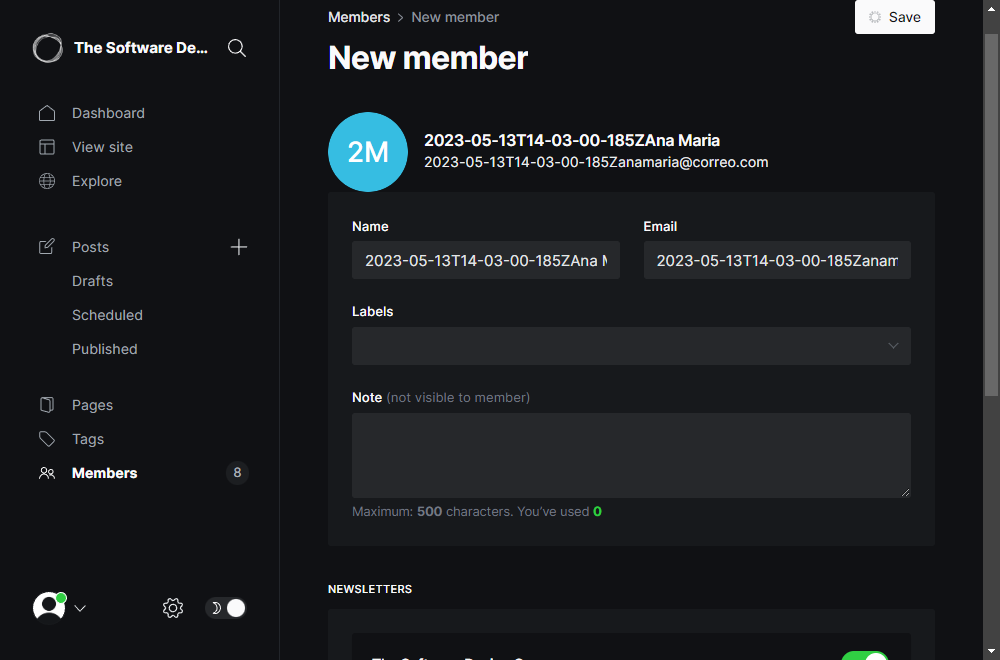 The Software De...
Dashboard
View site
Explore
Posts
Drafts
Scheduled
Published
Pages
Tags
Members 8
Members > New member
Save
New member
2M
2023-05-13T14-03-00-185ZAna Maria
2023-05-13T14-03-00-185Zanamaria@correo.com
Name Email
2023-05-13T14-03-00-185ZAna 2023-05-13T14-03-00-185Zanam
Labels
Note (not visible to member)
Maximum: 500 characters. You've used 0
NEWSLETTERS